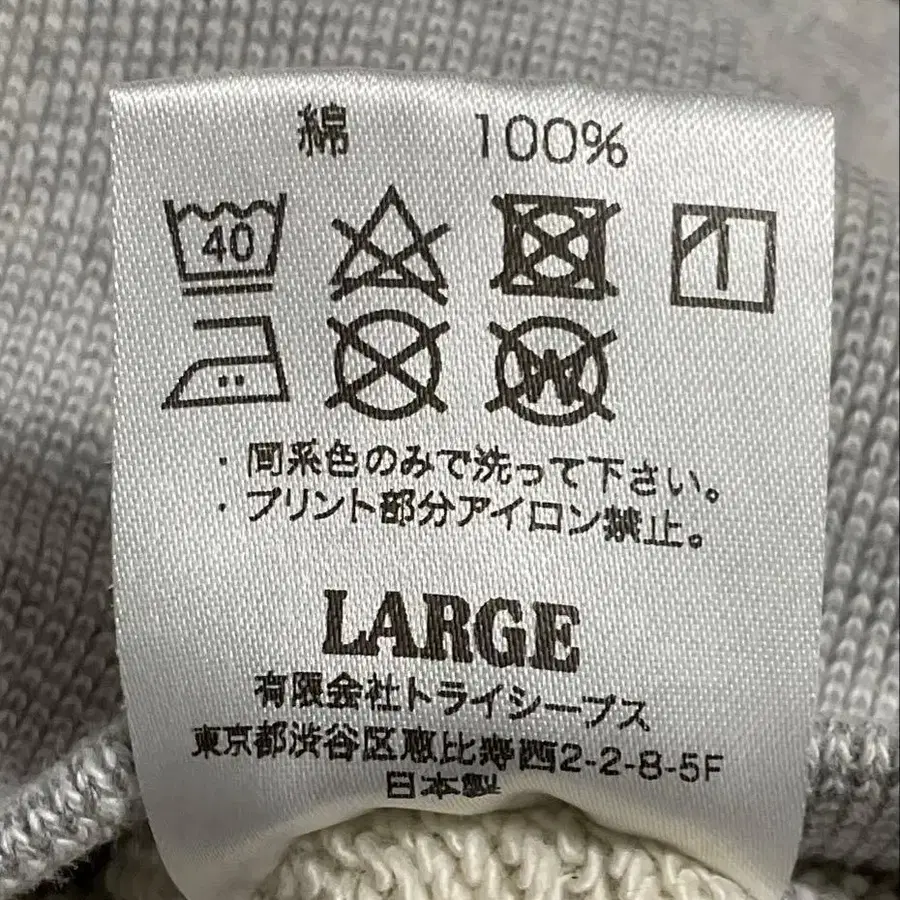 綿 100%
40
W
・同系色のみで洗って下さい。
・プリント部分アイロン禁止。
LARGE
有限会社トライシープス
東京都渋谷区恵比寿西2-2-8-5F
日本製